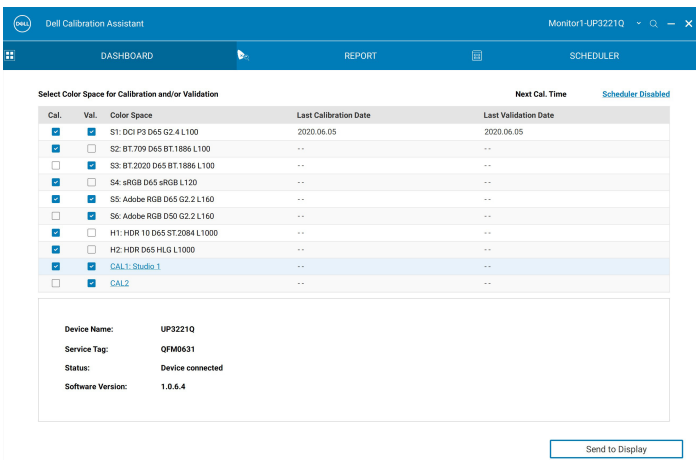 DELL Dell Calibration Assistant Monitor1-UP3221Q
DASHBOARD REPORT SCHEDULER
Select Color Space for Calibration and/or Validation Next Cal. Time Scheduler Disabled
Cal. Val. Color Space Last Calibration Date Last Validation Date
S1: DCI P3 D65 G2.4 L100 2020.06.05 2020.06.05
S2: BT.709 D65 BT.1886 L100 -- --
S3: BT.2020 D65 BT.1886 L100 -- --
S4: sRGB D65 sRGB L120 -- --
S5: Adobe RGB D65 G2.2 L160 -- --
S6: Adobe RGB D50 G2.2 L160 -- --
H1: HDR 10 D65 ST.2084 L1000 -- --
H2: HDR D65 HLG L1000 -- --
CAL1: Studio 1 -- --
CAL2 -- --
Device Name: UP3221Q
Service Tag: QFM0631
Status: Device connected
Software Version: 1.0.6.4
Send to Display